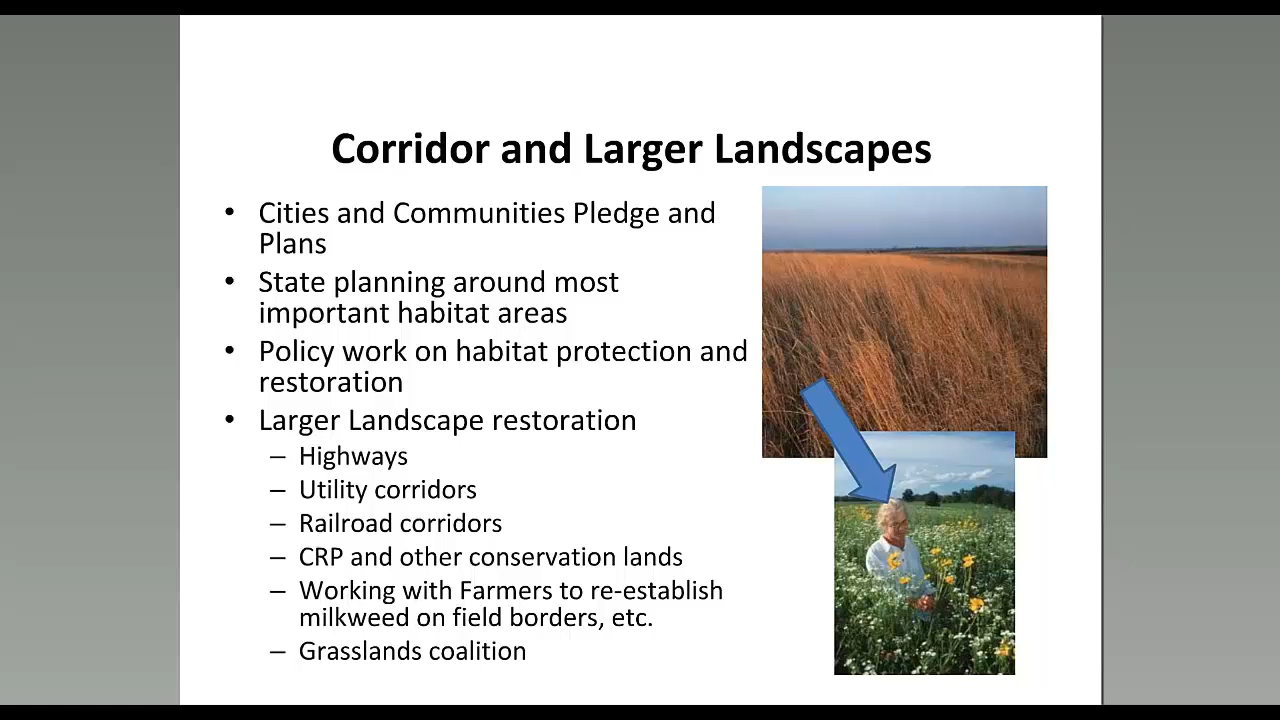 Corridor and Larger Landscapes
• Cities and Communities Pledge and
Plans
• State planning around most
important habitat areas
• Policy work on habitat protection and
restoration
• Larger Landscape restoration
– Highways
– Utility corridors
– Railroad corridors
– CRP and other conservation lands
– Working with Farmers to re-establish
milkweed on field borders, etc.
– Grasslands coalition